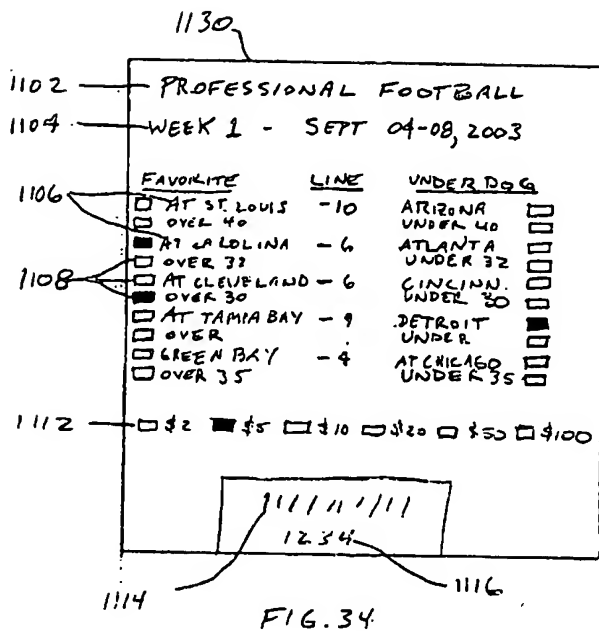 1130
1102 PROFESSIONAL FOOTBALL
1104 WEEK 1 - SEPT 04-08, 2003
FAVORITE LINE UNDERDOG
1106 AT ST. LOUIS -10 ARIZONA
OVER 40 UNDER 40
AT CAROLINA - 6 ATLANTA
OVER 32 UNDER 32
1108 AT CLEVELAND - 6 CINCINN.
OVER 30 UNDER 30
AT TAMPA BAY - 9 DETROIT
OVER UNDER
GREEN BAY - 4 AT CHICAGO
OVER 35 UNDER 35
1112 $2 $5 $10 $20 $50 $100
1234
1114 1116
FIG. 34